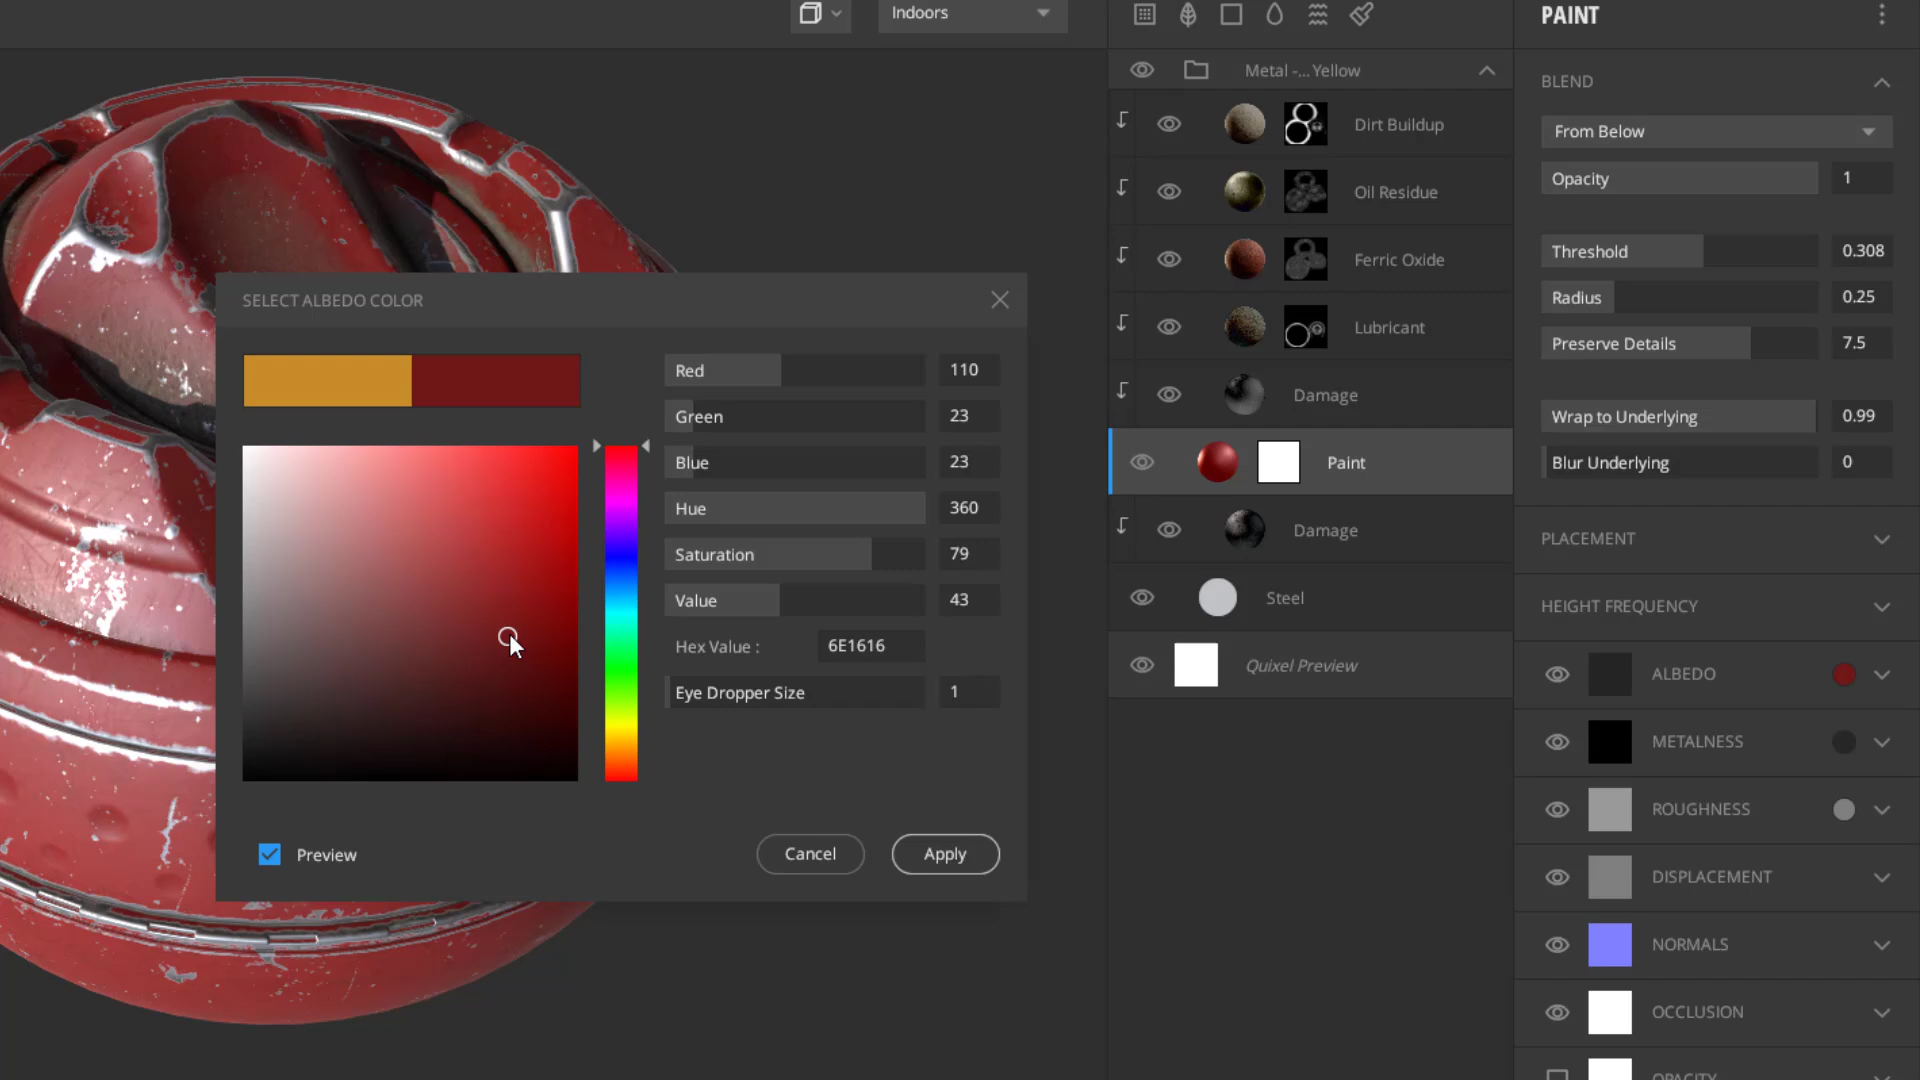 Indoors
Metal -... Yellow
Dirt Buildup
Oil Residue
Ferric Oxide
Lubricant
Damage
Paint
Damage
Steel
Quixel Preview
SELECT ALBEDO COLOR
Red 110
Green 23
Blue 23
Hue 360
Saturation 79
Value 43
Hex Value : 6E1616
Eye Dropper Size 1
Preview
Cancel
Apply
PAINT
BLEND
From Below
Opacity 1
Threshold 0.308
Radius 0.25
Preserve Details 7.5
Wrap to Underlying 0.99
Blur Underlying 0
PLACEMENT
HEIGHT FREQUENCY
ALBEDO
METALNESS
ROUGHNESS
DISPLACEMENT
NORMALS
OCCLUSION
OPACITY